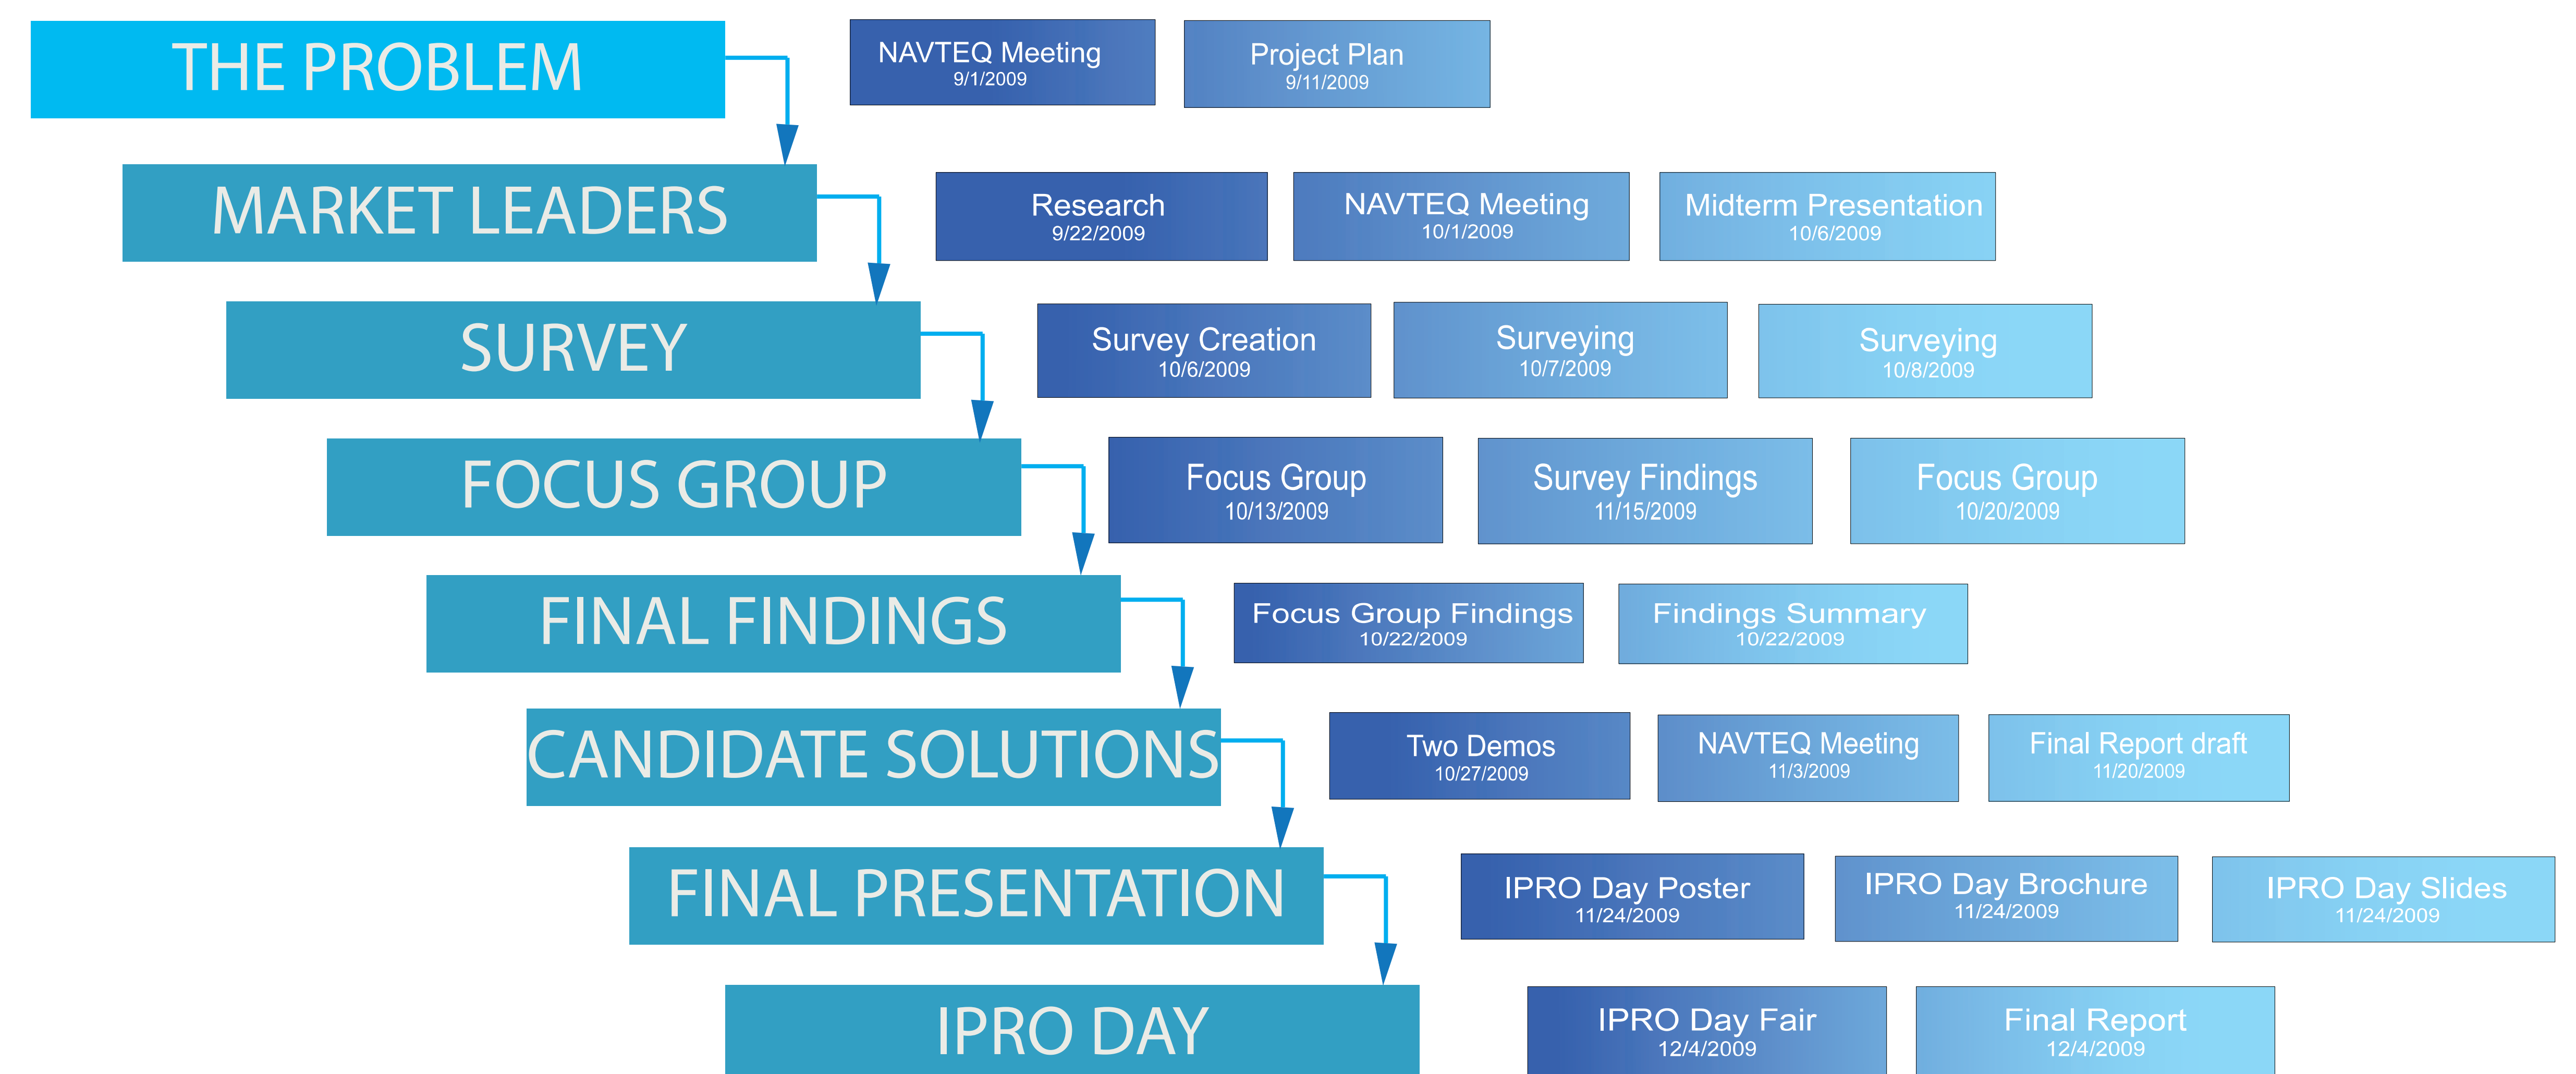 THE PROBLEM
NAVTEQ Meeting
9/1/2009
Project Plan
9/11/2009
MARKET LEADERS
Research
9/22/2009
NAVTEQ Meeting
10/1/2009
Midterm Presentation
10/6/2009
SURVEY
Survey Creation
10/6/2009
Surveying
10/7/2009
Surveying
10/8/2009
FOCUS GROUP
Focus Group
10/13/2009
Survey Findings
11/15/2009
Focus Group
10/20/2009
FINAL FINDINGS
Focus Group Findings
10/22/2009
Findings Summary
10/22/2009
CANDIDATE SOLUTIONS
Two Demos
10/27/2009
NAVTEQ Meeting
11/3/2009
Final Report draft
11/20/2009
FINAL PRESENTATION
IPRO Day Poster
11/24/2009
IPRO Day Brochure
11/24/2009
IPRO Day Slides
11/24/2009
IPRO DAY
IPRO Day Fair
12/4/2009
Final Report
12/4/2009